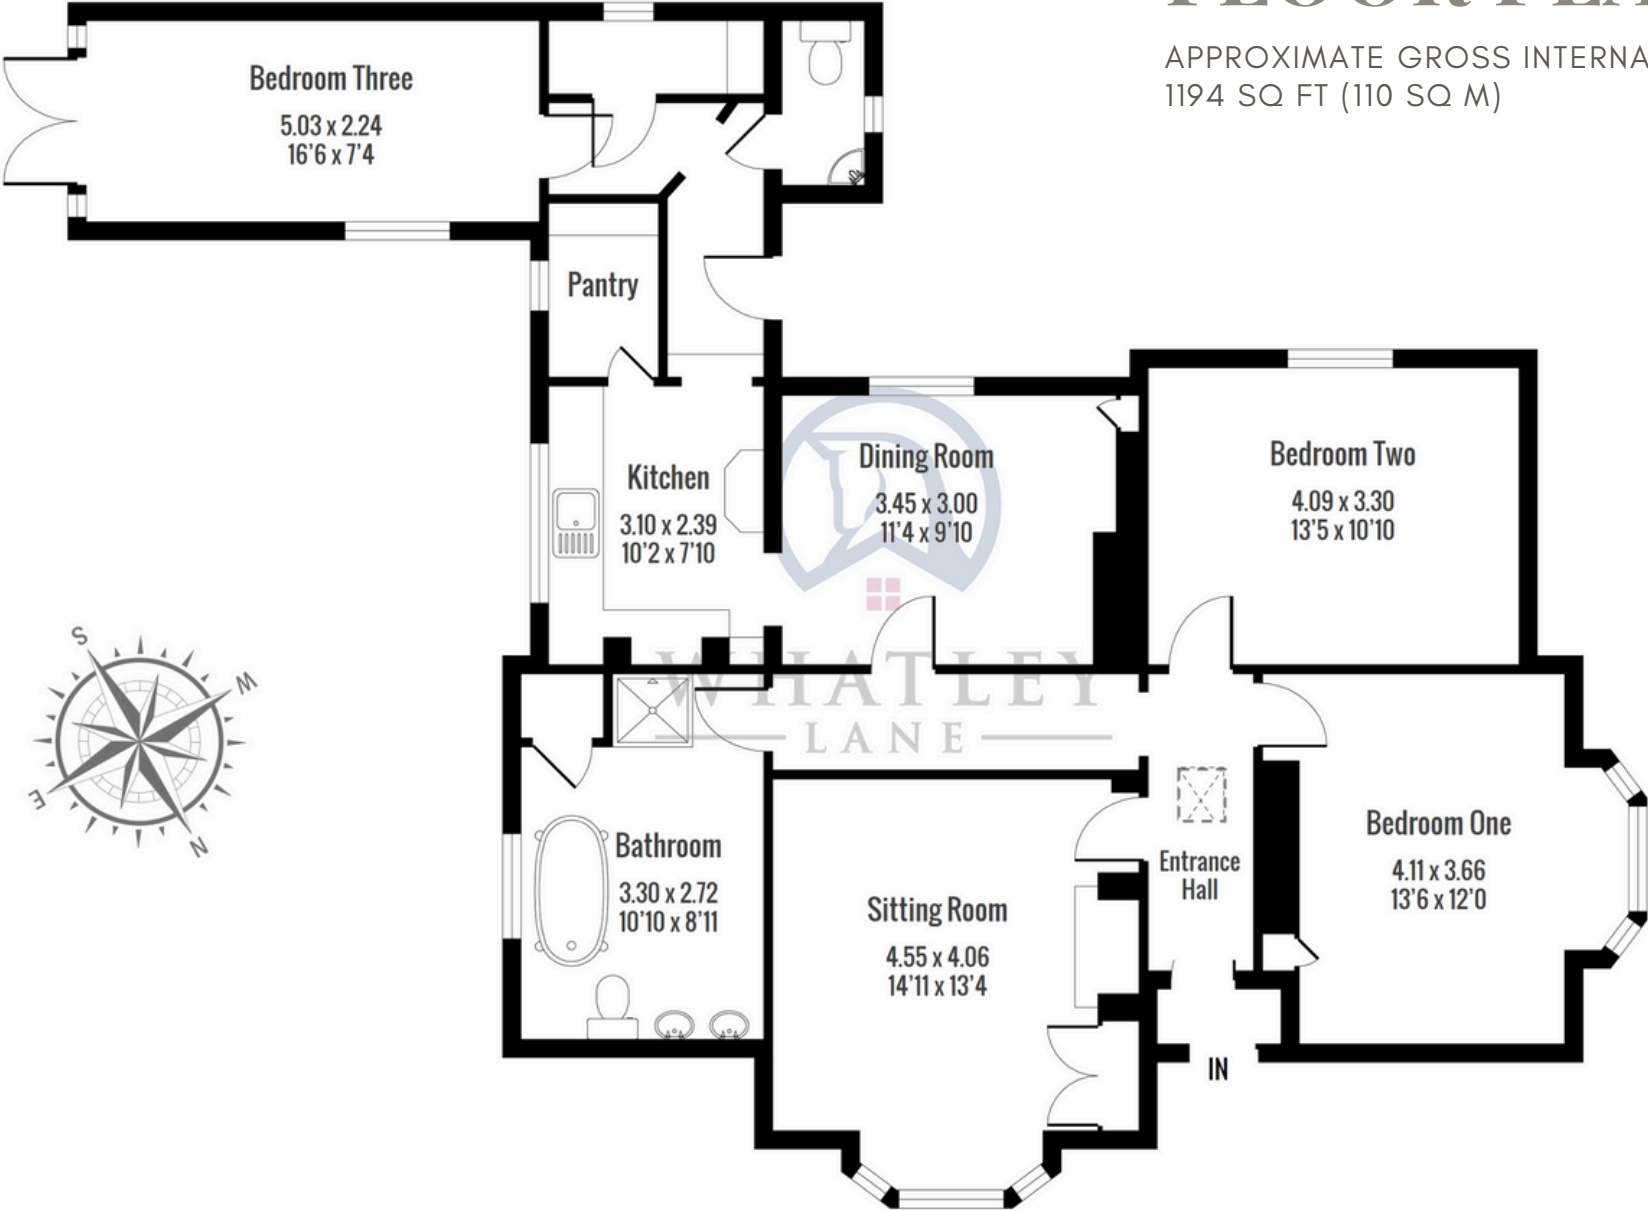 FLOOR PLA
APPROXIMATE GROSS INTERNA
1194 SQ FT (110 SQ M)
Bedroom Three
5.03 x 2.24
16'6 x 7'4
Pantry
Kitchen
3.10 x 2.39
10'2 x 7'10
Dining Room
3.45 x 3.00
11'4 x 9'10
Bedroom Two
4.09 x 3.30
13'5 x 10'10
WHATLEY
LANE
S
W
E
N
Bathroom
3.30 x 2.72
10'10 x 8'11
Sitting Room
4.55 x 4.06
14'11 x 13'4
Entrance
Hall
Bedroom One
4.11 x 3.66
13'6 x 12'0
IN